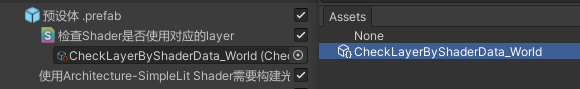 预设体 .prefab
检查Shader是否使用对应的layer
CheckLayerByShaderData_World (Che
使用Architecture-SimpleLit Shader需要构建光
Assets
None
CheckLayerByShaderData_World